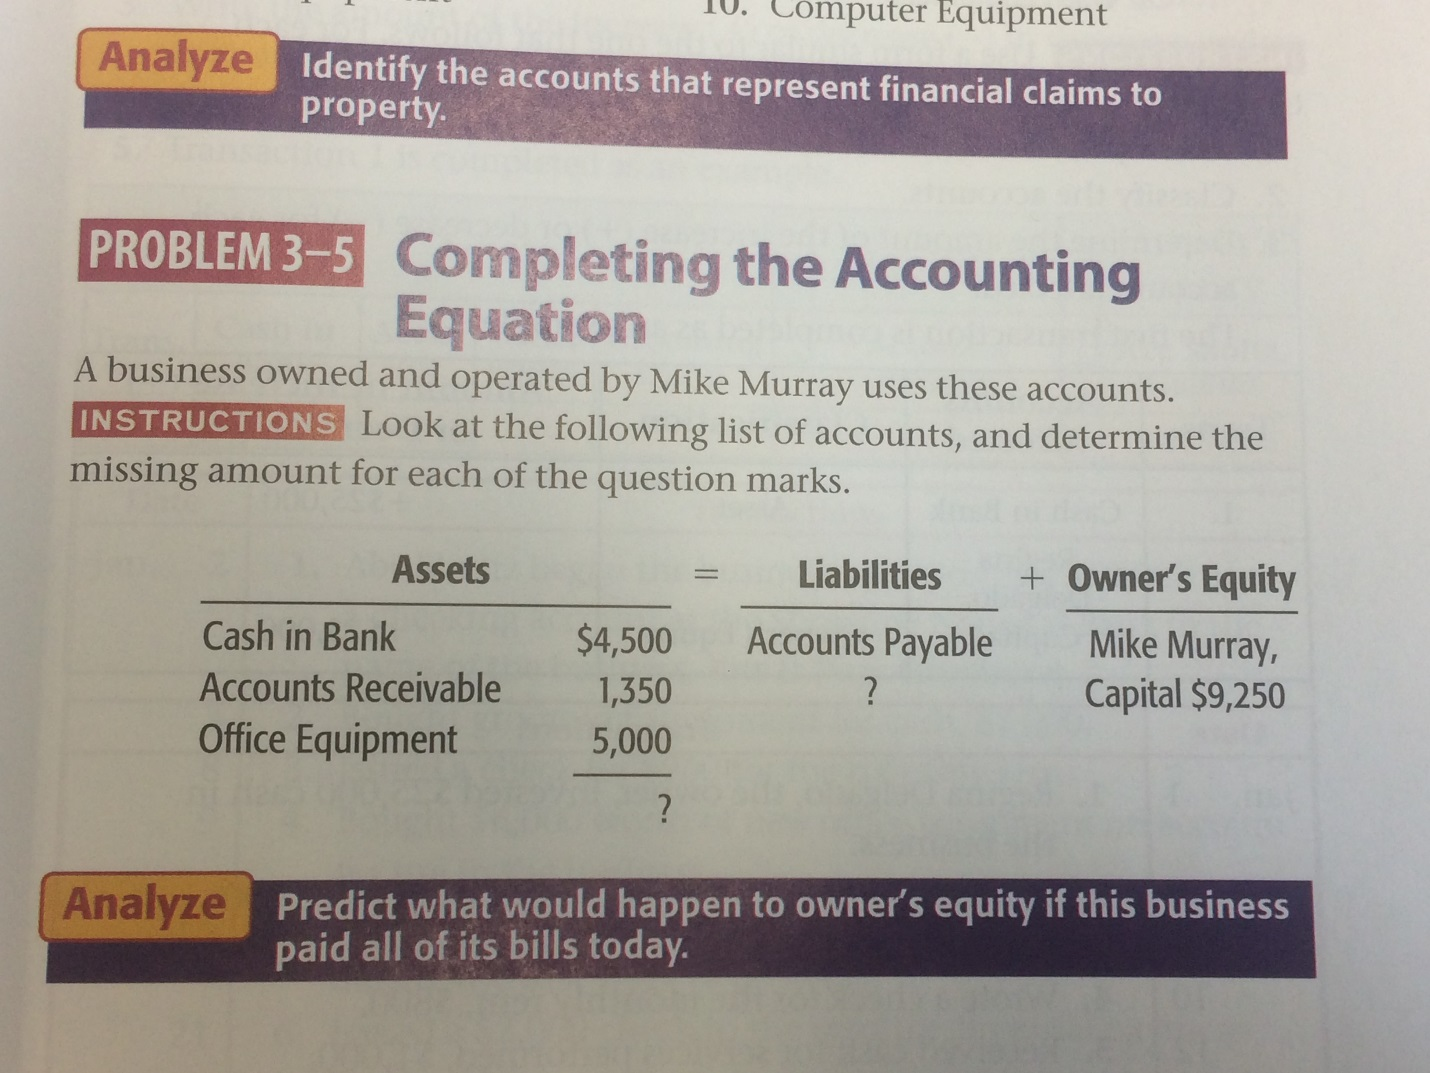 10. Computer Equipment
Analyze Identify the accounts that represent financial claims to
property.
PROBLEM 3–5 Completing the Accounting
Equation
A business owned and operated by Mike Murray uses these accounts.
INSTRUCTIONS Look at the following list of accounts, and determine the
missing amount for each of the question marks.
Assets = Liabilities + Owner's Equity
Cash in Bank $4,500 Accounts Payable Mike Murray,
Accounts Receivable 1,350 ? Capital $9,250
Office Equipment 5,000
?
Analyze Predict what would happen to owner's equity if this business
paid all of its bills today.